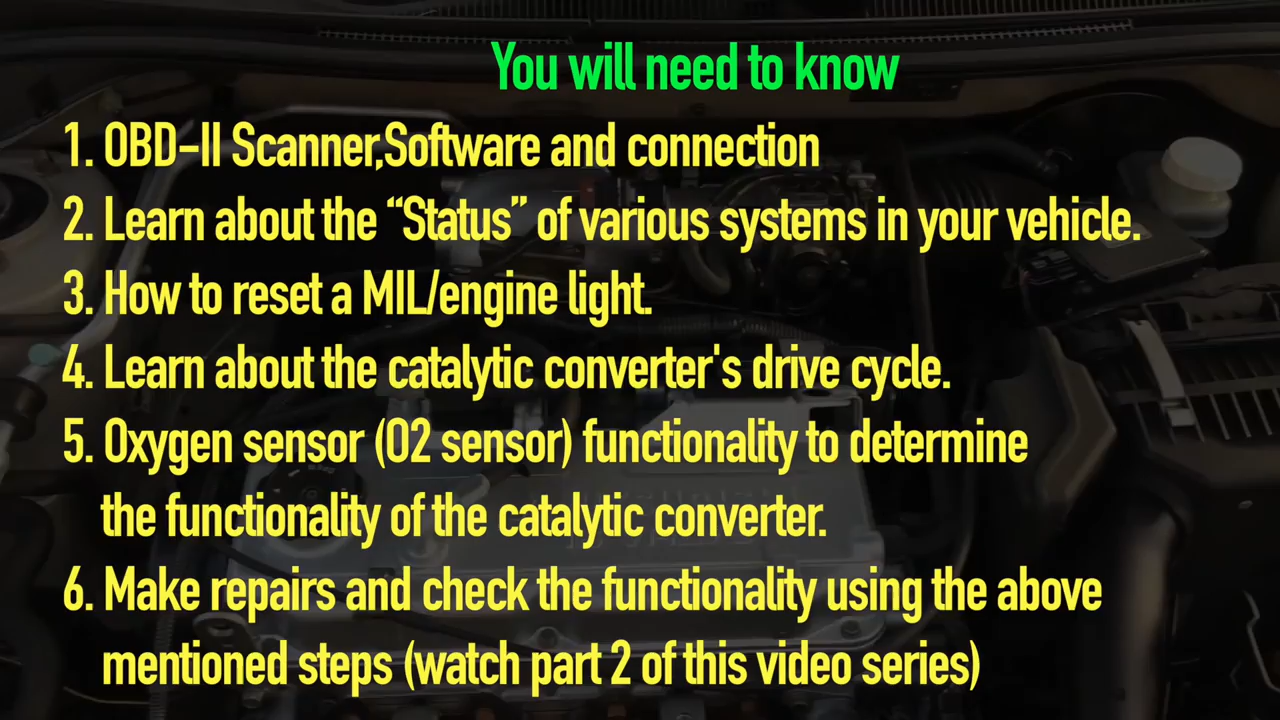 You will need to know
1. OBD-II Scanner,Software and connection
2. Learn about the “Status” of various systems in your vehicle.
3. How to reset a MIL/engine light.
4. Learn about the catalytic converter's drive cycle.
5. Oxygen sensor (O2 sensor) functionality to determine
the functionality of the catalytic converter.
6. Make repairs and check the functionality using the above
mentioned steps (watch part 2 of this video series)